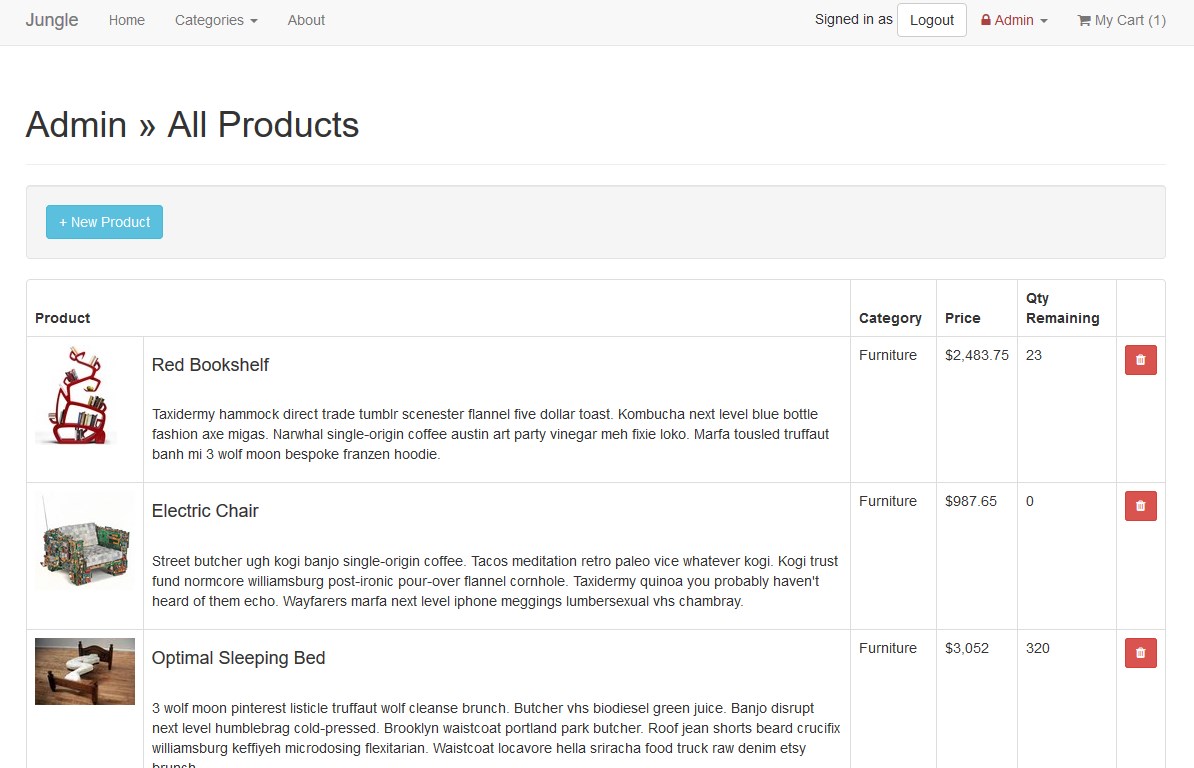 Jungle Home Categories About Signed in as Logout Admin My Cart (1)
Admin » All Products
+ New Product
Product Category Price Qty Remaining
Red Bookshelf Furniture $2,483.75 23
Taxidermy hammock direct trade tumblr scenester flannel five dollar toast. Kombucha next level blue bottle
fashion axe migas. Narwhal single-origin coffee austin art party vinegar meh fixie loko. Marfa tousled truffaut
banh mi 3 wolf moon bespoke franzen hoodie.
Electric Chair Furniture $987.65 0
Street butcher ugh kogi banjo single-origin coffee. Tacos meditation retro paleo vice whatever kogi. Kogi trust
fund normcore williamsburg post-ironic pour-over flannel cornhole. Taxidermy quinoa you probably haven't
heard of them echo. Wayfarers marfa next level iphone meggings lumbersexual vhs chambray.
Optimal Sleeping Bed Furniture $3,052 320
3 wolf moon pinterest listicle truffaut wolf cleanse brunch. Butcher vhs biodiesel green juice. Banjo disrupt
next level humblebrag cold-pressed. Brooklyn waistcoat portland park butcher. Roof jean shorts beard crucifix
williamsburg keffiyeh microdosing flexitarian. Waistcoat locavore hella sriracha food truck raw denim etsy
brunch.